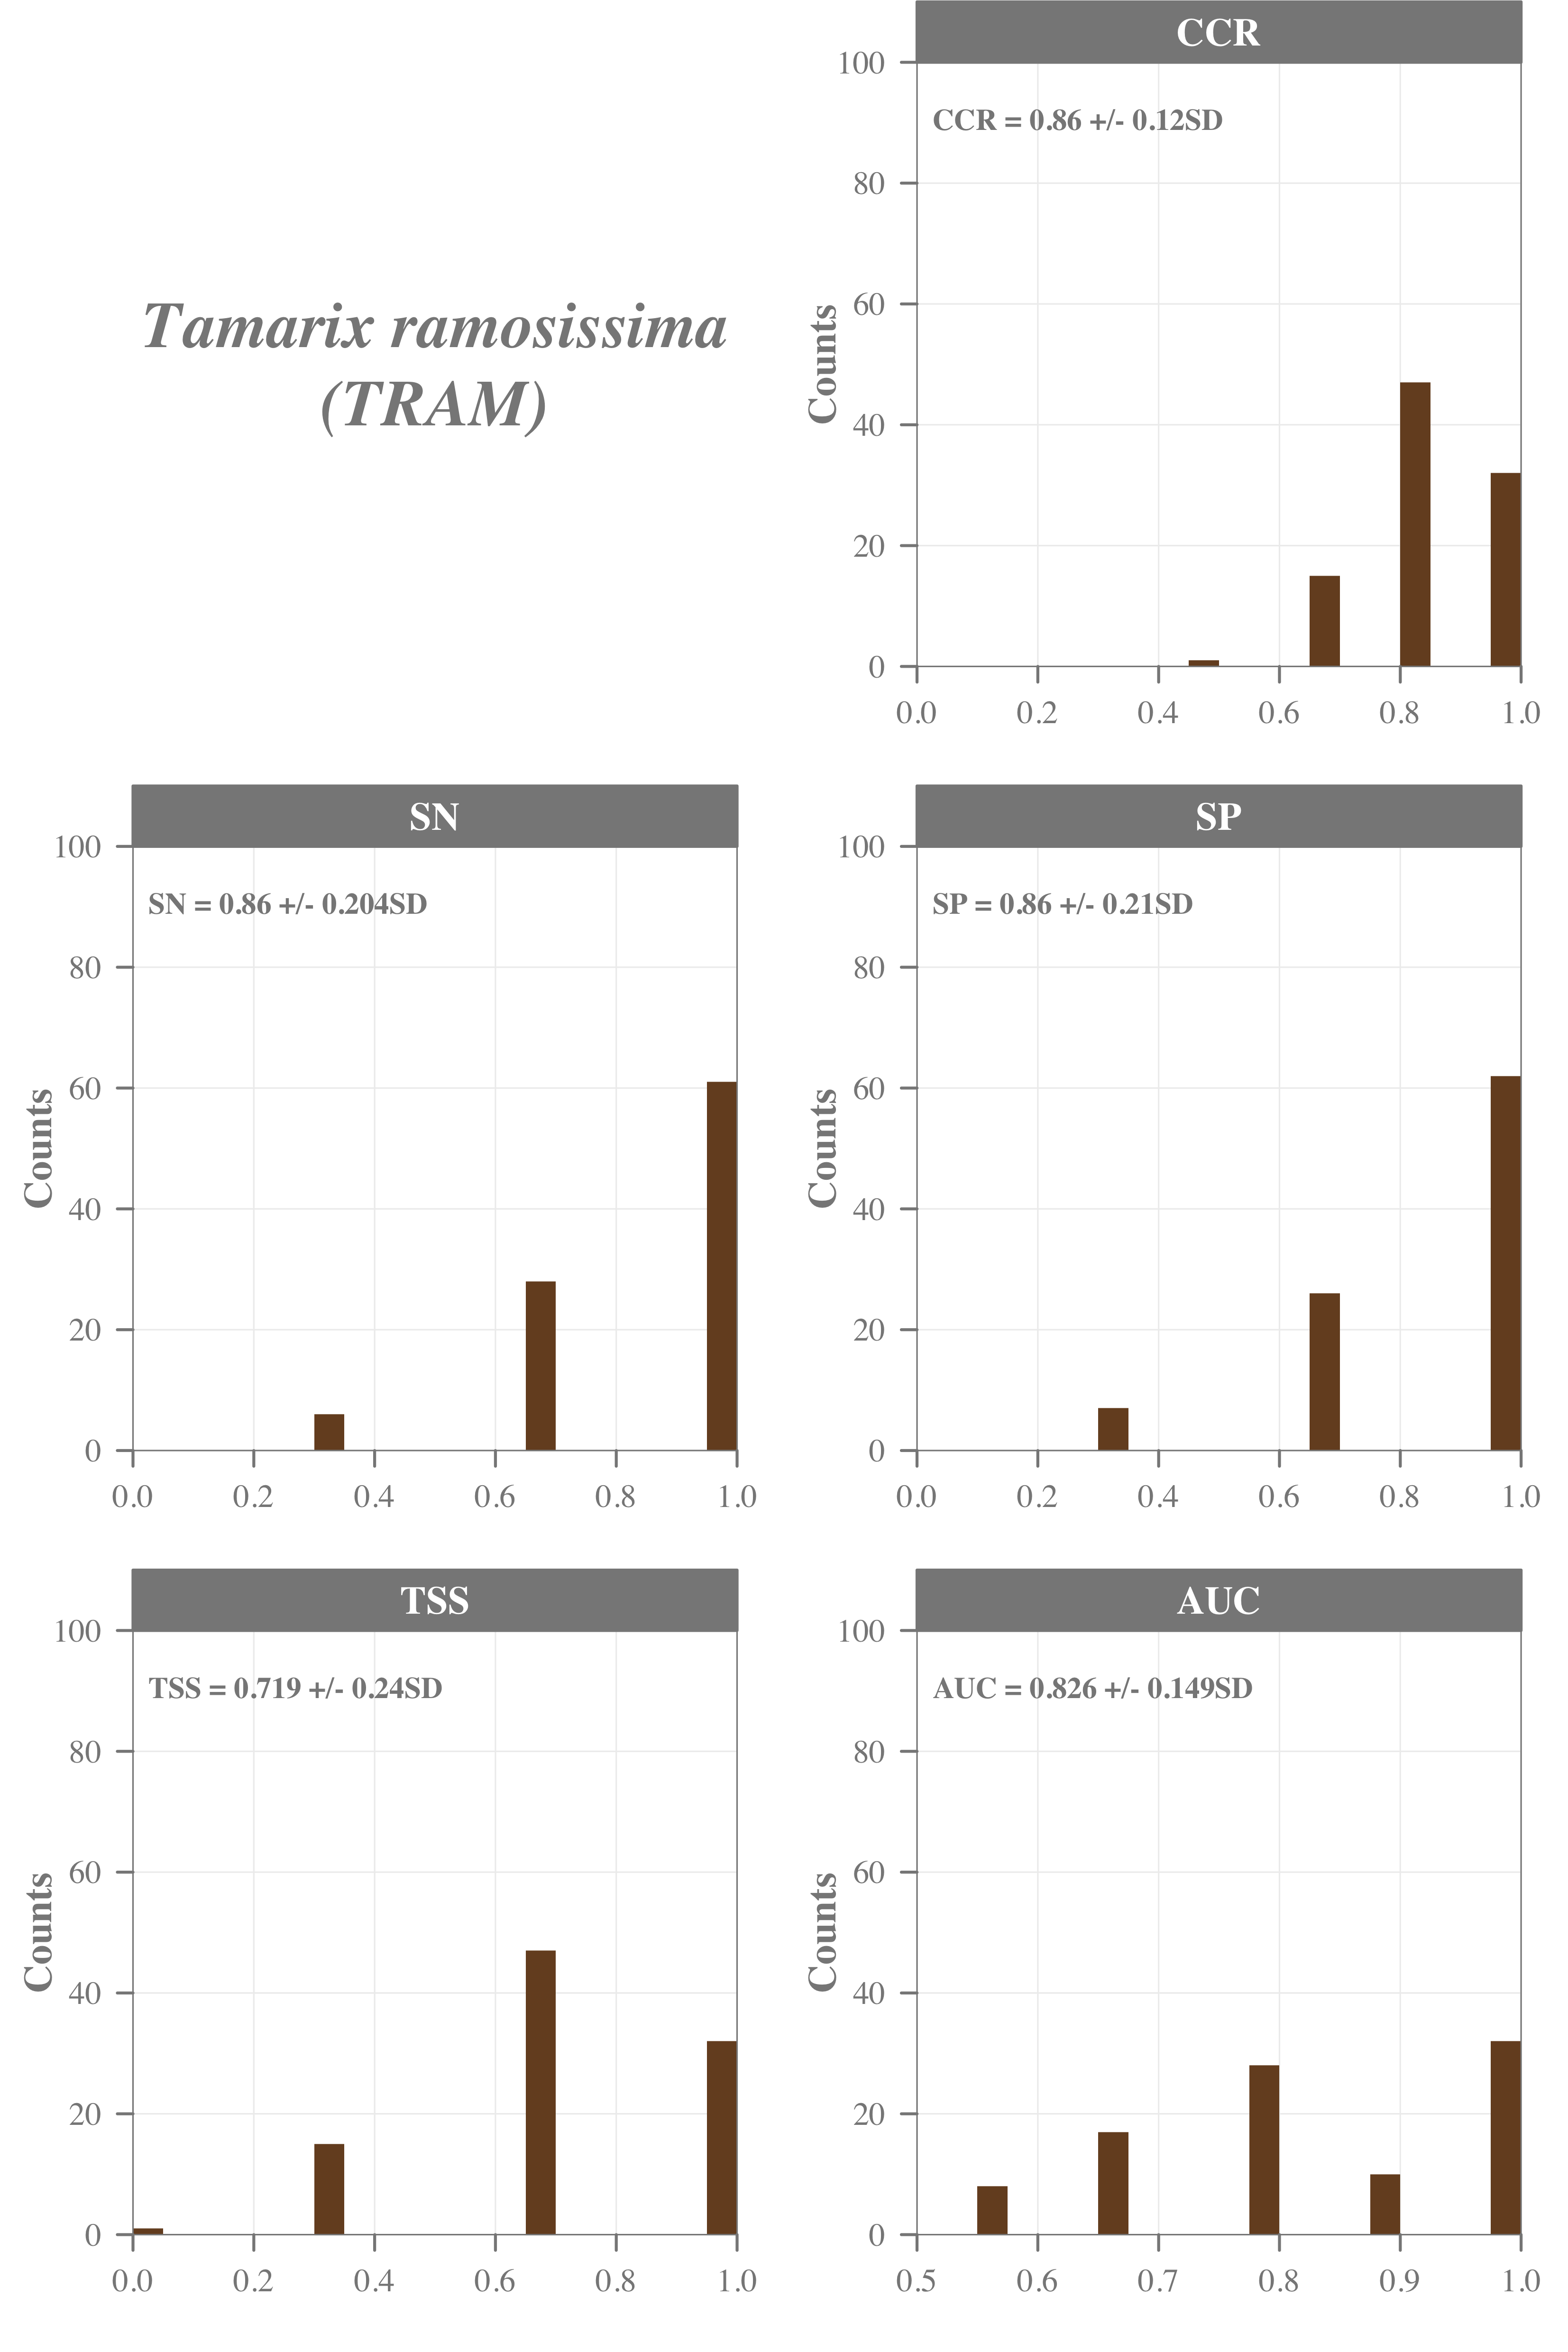 Tamarix ramosissima
(TRAM)
CCR
CCR = 0.86 +/- 0.12SD
Counts
100
80
60
40
20
0
0.0 0.2 0.4 0.6 0.8 1.0
SN
SN = 0.86 +/- 0.204SD
Counts
100
80
60
40
20
0
0.0 0.2 0.4 0.6 0.8 1.0
SP
SP = 0.86 +/- 0.21SD
Counts
100
80
60
40
20
0
0.0 0.2 0.4 0.6 0.8 1.0
TSS
TSS = 0.719 +/- 0.24SD
Counts
100
80
60
40
20
0
0.0 0.2 0.4 0.6 0.8 1.0
AUC
AUC = 0.826 +/- 0.149SD
Counts
100
80
60
40
20
0
0.5 0.6 0.7 0.8 0.9 1.0